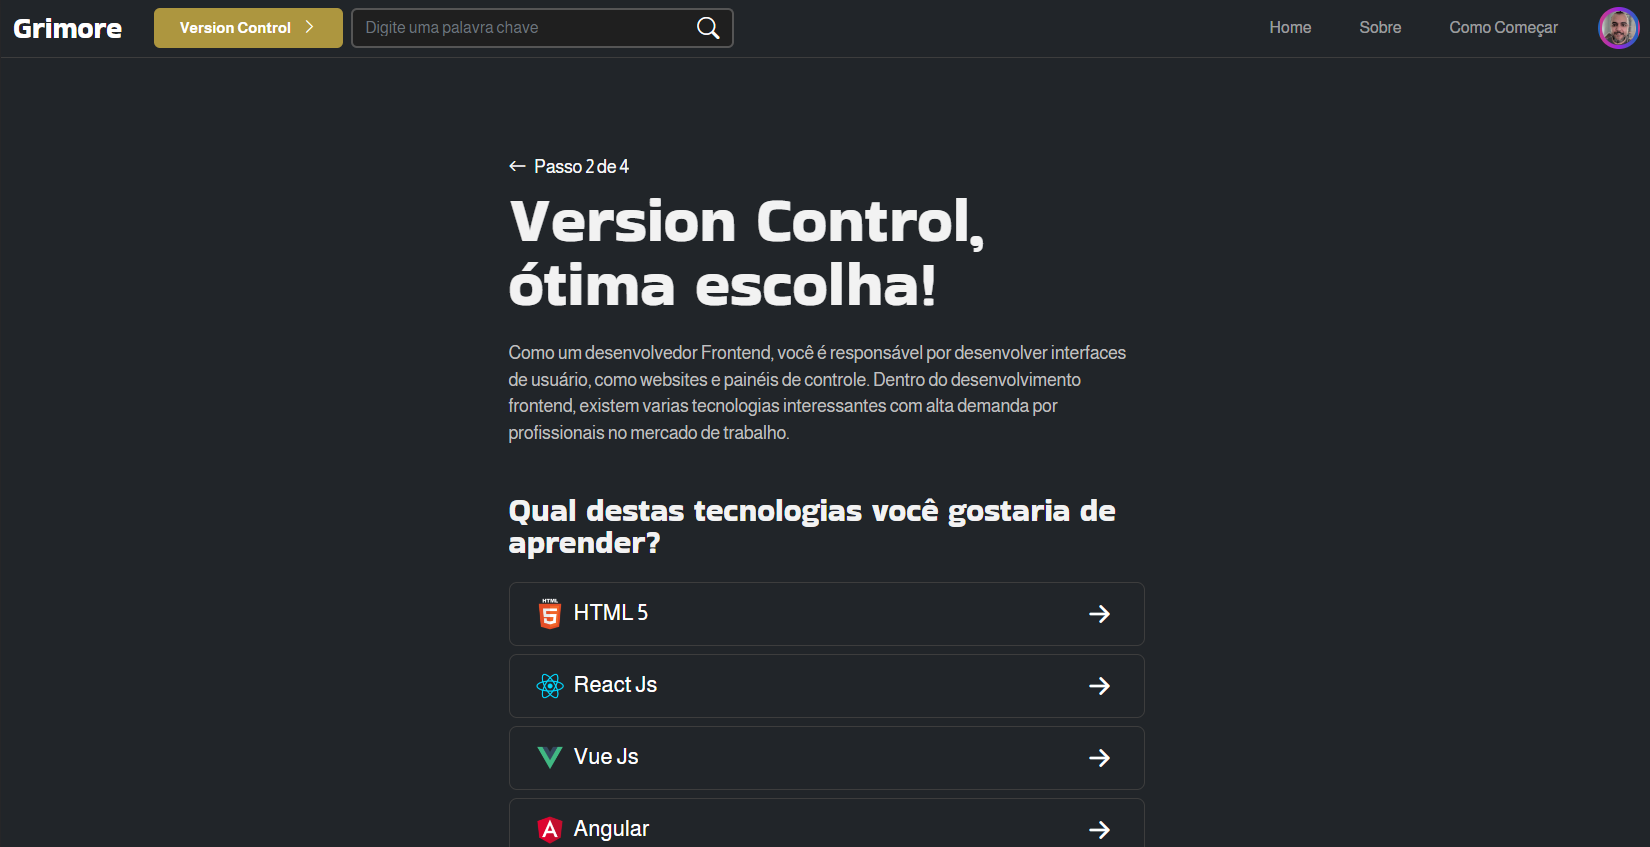 Grimore
Version Control
Digite uma palavra chave
Home
Sobre
Como Começar
Passo 2 de 4
Version Control,
ótima escolha!
Como um desenvolvedor Frontend, você é responsável por desenvolver interfaces
de usuário, como websites e painéis de controle. Dentro do desenvolvimento
frontend, existem varias tecnologias interessantes com alta demanda por
profissionais no mercado de trabalho.
Qual destas tecnologias você gostaria de
aprender?
HTML
5
HTML 5
React Js
Vue Js
A
Angular